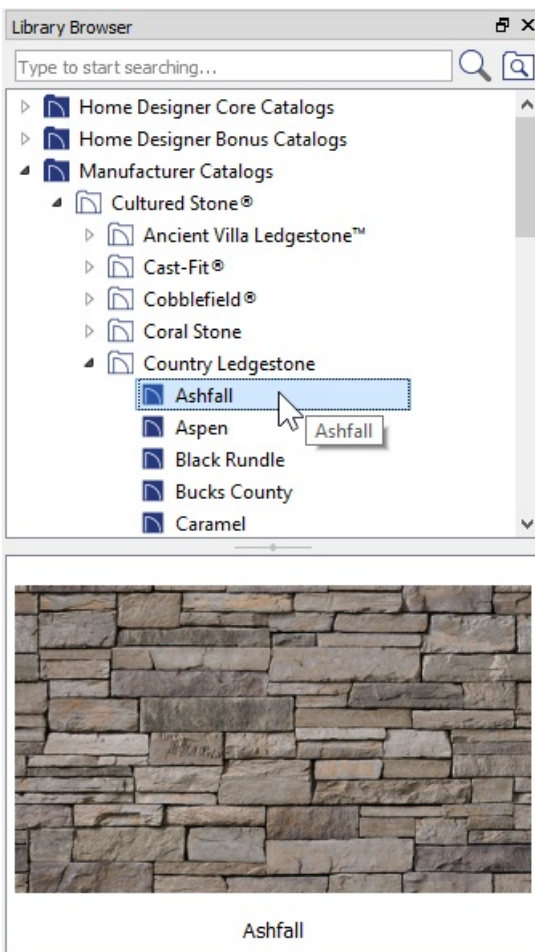 Library Browser
Type to start searching...
Home Designer Core Catalogs
Home Designer Bonus Catalogs
Manufacturer Catalogs
Cultured Stone®
Ancient Villa Ledgestone™
Cast-Fit®
Cobblefield®
Coral Stone
Country Ledgestone
Ashfall
Aspen
Ashfall
Black Rundle
Bucks County
Caramel
Ashfall